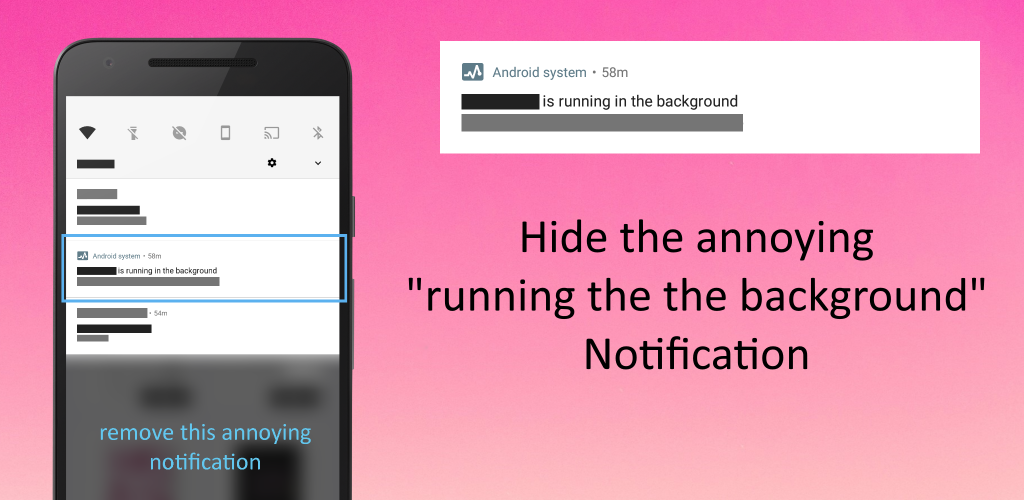 Android system • 58m
is running in the background
• 54m
remove this annoying
notification
Android system • 58m
is running in the background
Hide the annoying
"running the the background"
Notification